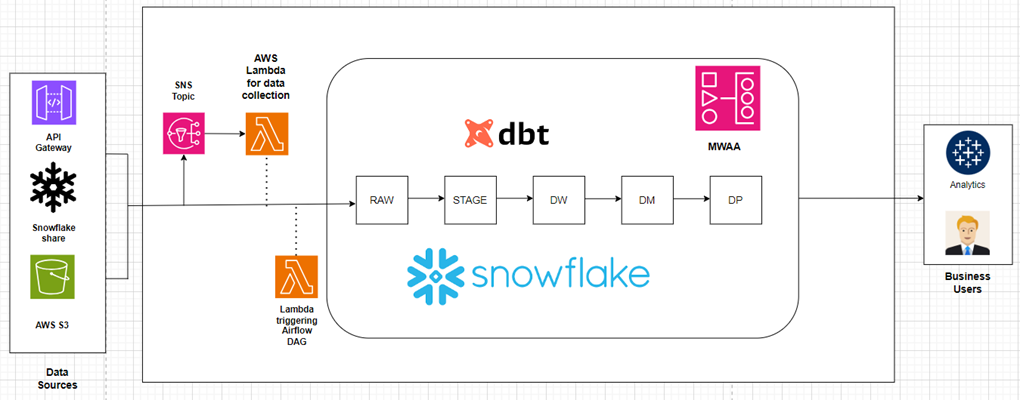 API
Gateway
Snowflake
share
AWS S3
Data
Sources
SNS
Topic
AWS
Lambda
for data
collection
Lambda
triggering
Airflow
DAG
dbt
MWAA
RAW
STAGE
DW
DM
DP
snowflake
Analytics
Business
Users